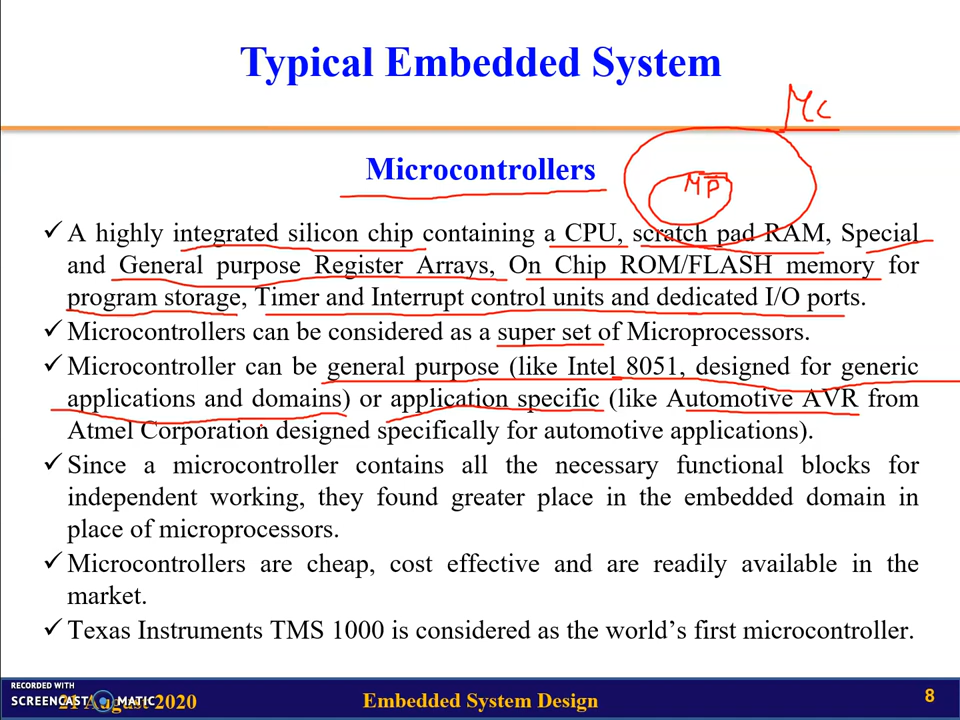 Typical Embedded System
MC
Microcontrollers
MP
✓ A highly integrated silicon chip containing a CPU, scratch pad RAM, Special
and General purpose Register Arrays, On Chip ROM/FLASH memory for
program storage, Timer and Interrupt control units and dedicated I/O ports.
✓ Microcontrollers can be considered as a super set of Microprocessors.
✓ Microcontroller can be general purpose (like Intel 8051, designed for generic
applications and domains) or application specific (like Automotive AVR from
Atmel Corporation designed specifically for automotive applications).
✓ Since a microcontroller contains all the necessary functional blocks for
independent working, they found greater place in the embedded domain in
place of microprocessors.
✓ Microcontrollers are cheap, cost effective and are readily available in the
market.
✓ Texas Instruments TMS 1000 is considered as the world’s first microcontroller.
RECORDED WITH
SCREENCAST MATIC
21 August 2020
Embedded System Design
8